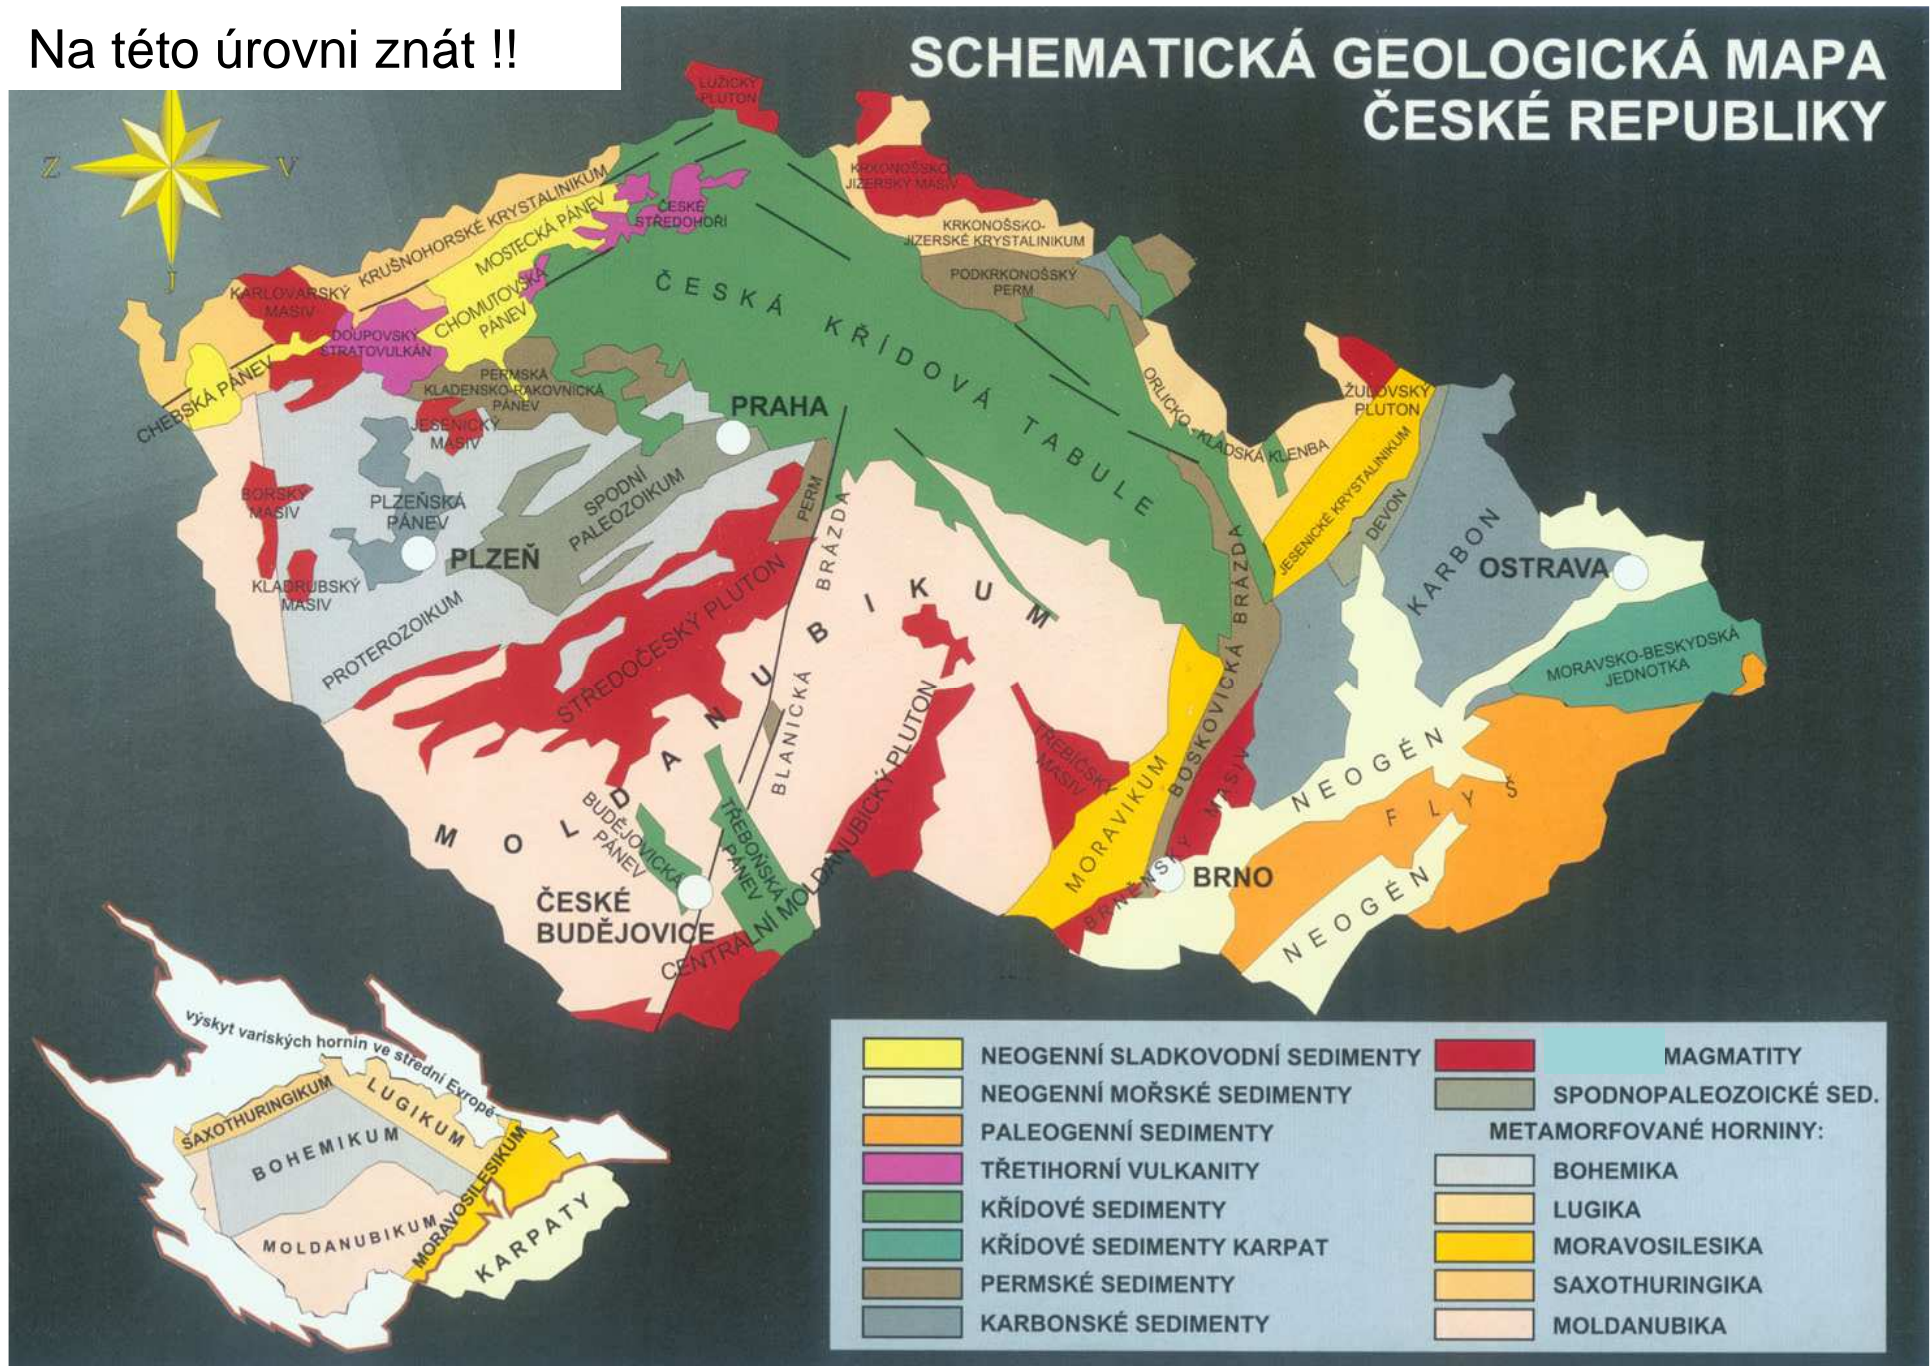 Na této úrovni znát !!
SCHEMATICKÁ GEOLOGICKÁ MAPA
ČESKÉ REPUBLIKY
Z
V
J
LUŽICKÝ
PLUTON
KRKONOŠSKO-
JIZERSKÝ MASIV
KRUŠNOHORSKÉ KRYSTALINIKUM
MOSTECKÁ PÁNEV
ČESKÉ
STŘEDOHOŘÍ
KRKONOŠSKO-
JIZERSKÉ KRYSTALINIKUM
PODKRKONOŠSKÝ
PERM
KARLOVARSKÝ
MASIV
CHOMUTOVSKÁ
PÁNEV
DOUPOVSKÝ
STRATOVULKÁN
ČESKÁ KŘÍDOVÁ TABULE
CHEBSKÁ PÁNEV
PERMSKÁ
KLADENSKO-RAKOVNICKÁ
PÁNEV
JESENICKÝ
MASIV
PRAHA
ORLICKO - KLADSKÁ KLENBA
ŽULOVSKÝ
PLUTON
JESENICKÉ KRYSTALINIKUM
DEVON
KARBON
OSTRAVA
BORSKÝ
MASIV
PLZEŇSKÁ
PÁNEV
PLZEŇ
SPODNÍ
PALEOZOIKUM
PERM
KLADRUBSKÝ
MASIV
PROTEROZOIKUM
STŘEDOČESKÝ PLUTON
BLANICKÁ BRÁZDA
MOLDANUBIKUM
BOSKOVICKÁ BRÁZDA
MORAVSKO-BESKYDSKÁ
JEDNOTKA
TŘEBÍČSKÝ
MASIV
MORAVIKUM
BRNĚNSKÝ MASIV
NEOGÉN
FLYŠ
NEOGÉN
BRNO
BUDĚJOVICKÁ
PÁNEV
TŘEBOŇSKÁ
PÁNEV
CENTRÁLNÍ MOLDANUBICKÝ PLUTON
ČESKÉ
BUDĚJOVICE
výskyt variských hornin ve střední Evropě
SAXOTHURINGIKUM
LUGIKUM
BOHEMIKUM
MOLDANUBIKUM
MORAVOSILESIKUM
KARPATY
NEOGENNÍ SLADKOVODNÍ SEDIMENTY
NEOGENNÍ MOŘSKÉ SEDIMENTY
PALEOGENNÍ SEDIMENTY
TŘETIHORNÍ VULKANITY
KŘÍDOVÉ SEDIMENTY
KŘÍDOVÉ SEDIMENTY KARPAT
PERMSKÉ SEDIMENTY
KARBONSKÉ SEDIMENTY
MAGMATITY
SPODNOPALEOZOICKÉ SED.
METAMORFOVANÉ HORNINY:
BOHEMIKA
LUGIKA
MORAVOSILESIKA
SAXOTHURINGIKA
MOLDANUBIKA